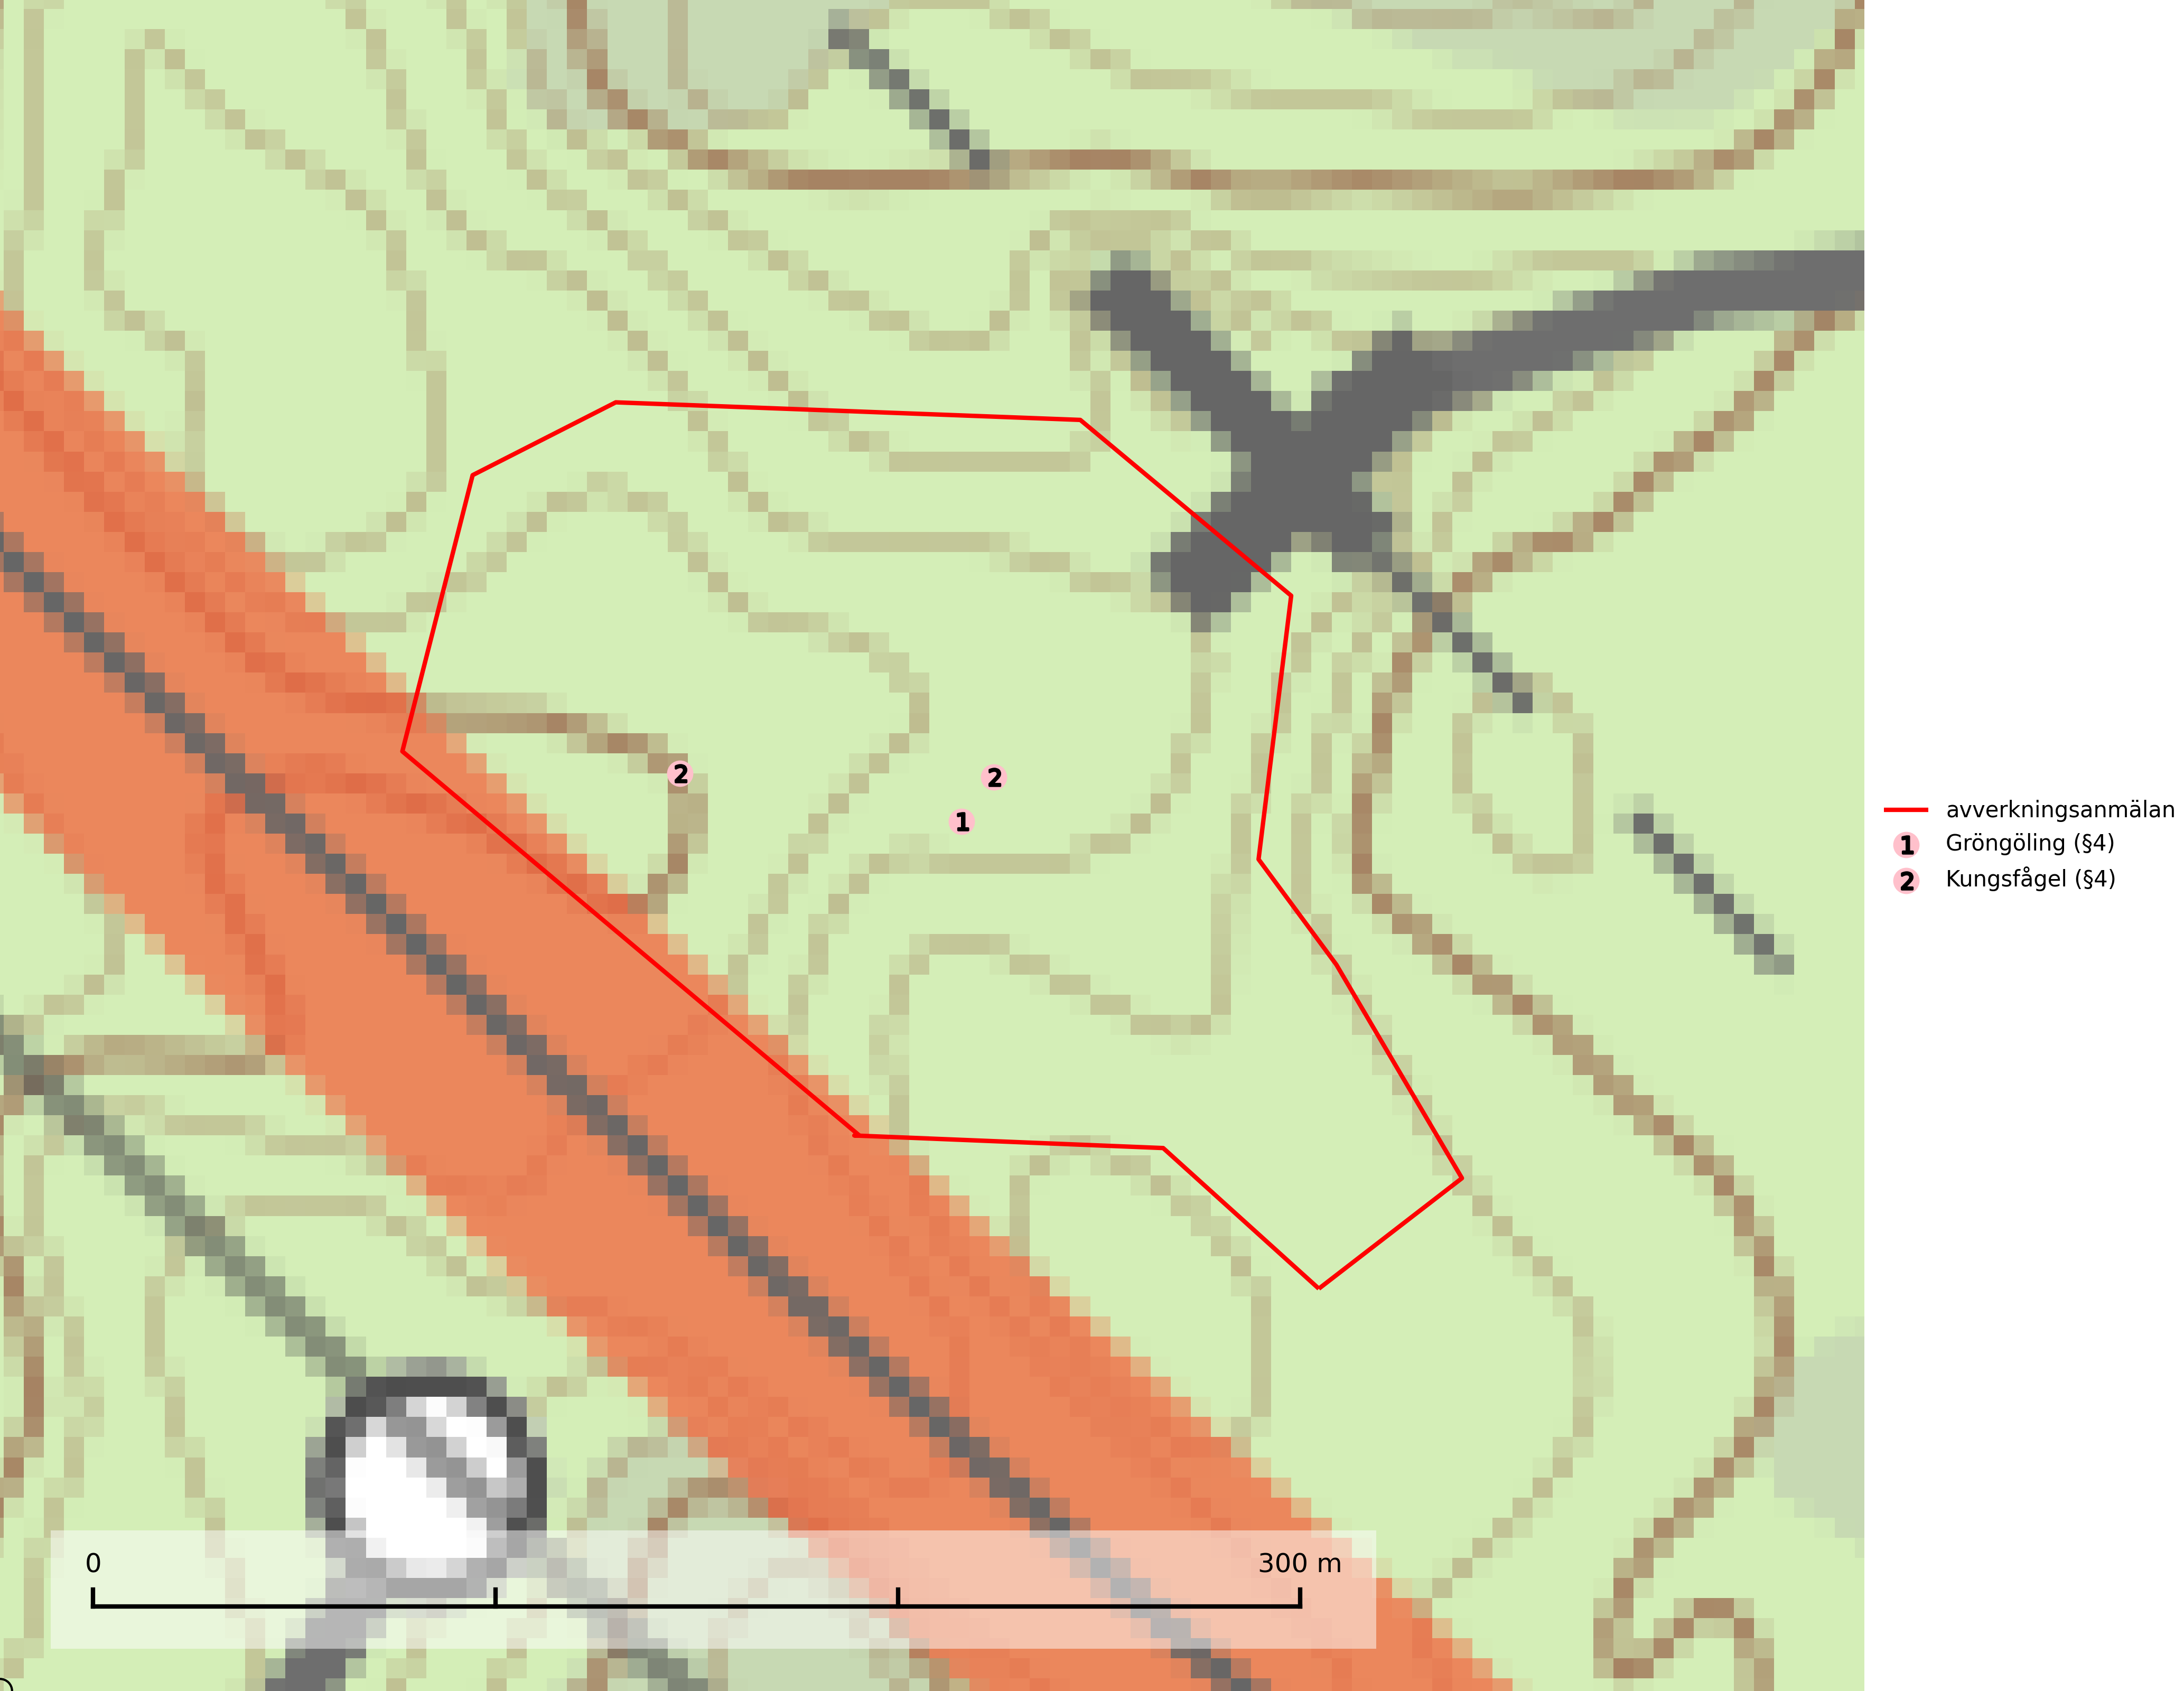 2
2
1
avverkningsanmälan
1 Gröngöling (§4)
2 Kungsfågel (§4)
0 300 m